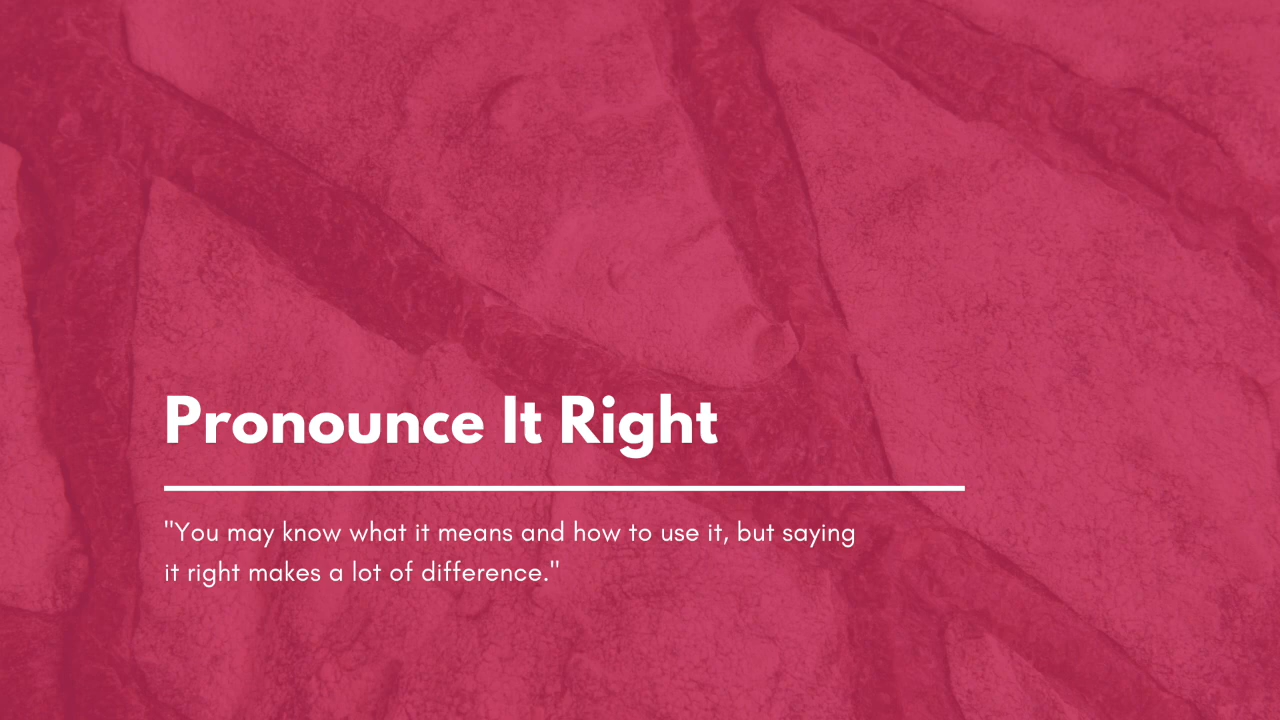 Pronounce It Right
"You may know what it means and how to use it, but saying
it right makes a lot of difference."